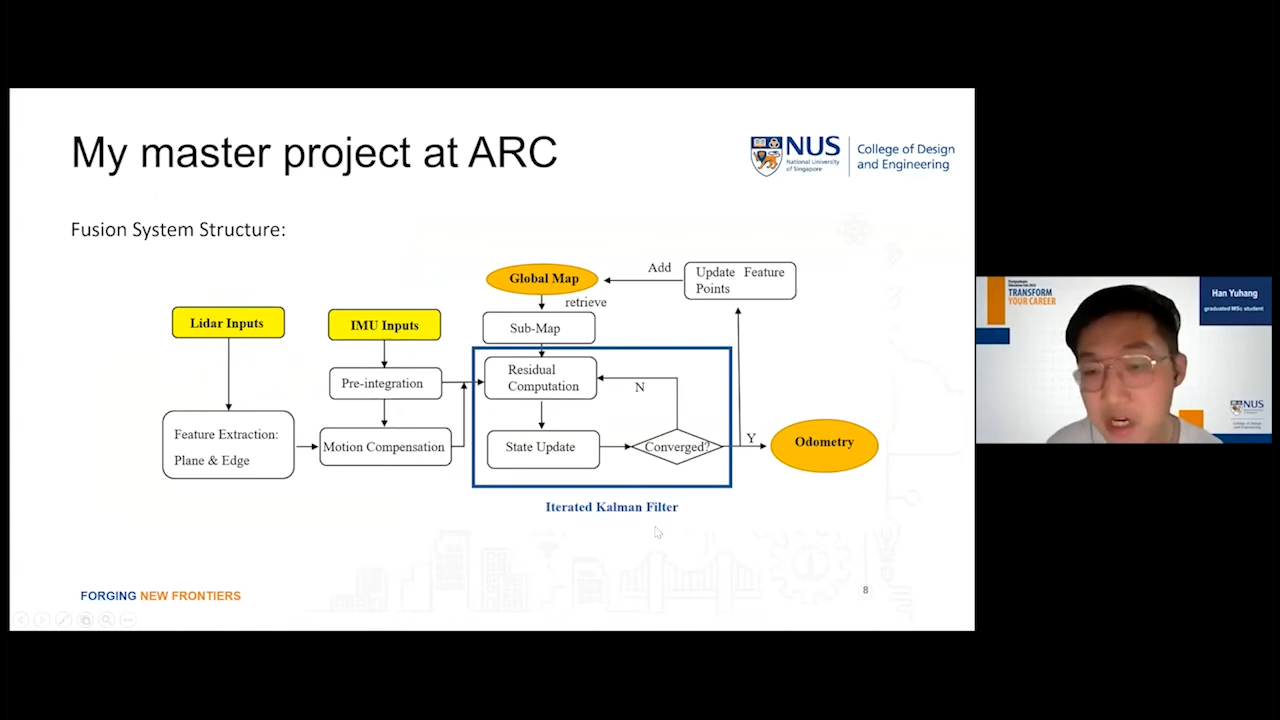 My master project at ARC
NUS
National University
of Singapore
College of Design
and Engineering
Fusion System Structure:
Global Map
Add
Update Feature
Points
retrieve
Lidar Inputs
IMU Inputs
Sub-Map
Pre-integration
Residual
Computation
N
Feature Extraction:
Plane & Edge
Motion Compensation
State Update
Converged?
Y
Odometry
Iterated Kalman Filter
FORGING NEW FRONTIERS
8
TRANSFORM
YOUR CAREER
Han Yuhang
graduated MSc student
NUS